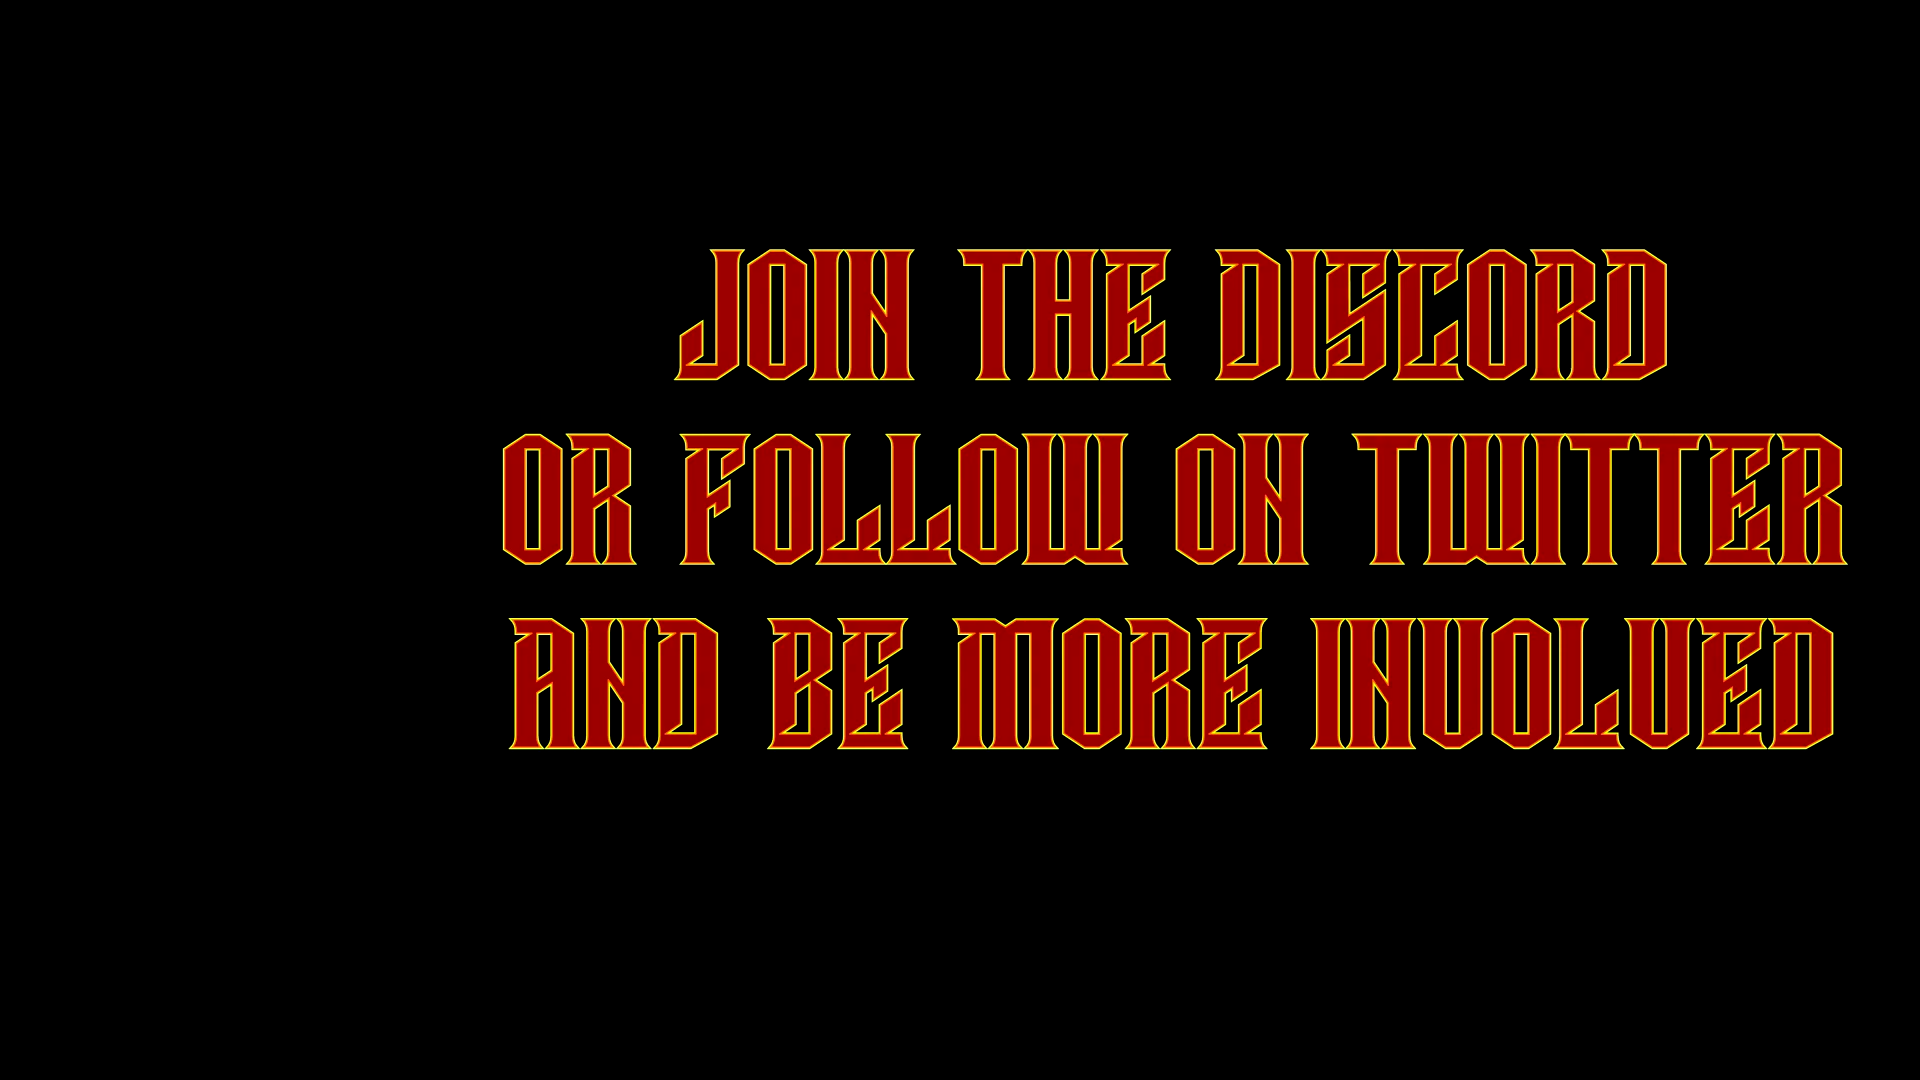 JOIN THE DISCORD
OR FOLLOW ON TWITTER
AND BE MORE INVOLVED